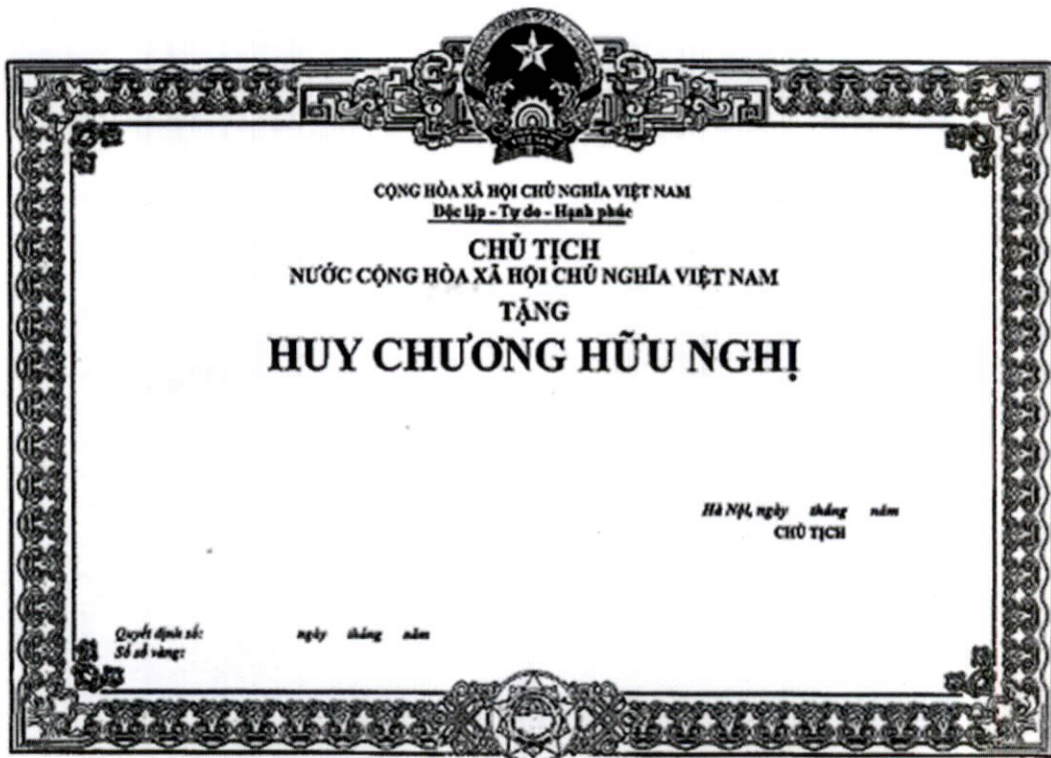 CỘNG HÒA XÃ HỘI CHỦ NGHĨA VIỆT NAM
Độc lập - Tự do - Hạnh phúc
CHỦ TỊCH
NƯỚC CỘNG HÒA XÃ HỘI CHỦ NGHĨA VIỆT NAM
TẶNG
HUY CHƯƠNG HỮU NGHỊ
Hà Nội, ngày tháng năm
CHỦ TỊCH
Quyết định số: ngày tháng năm
Số sổ vàng: